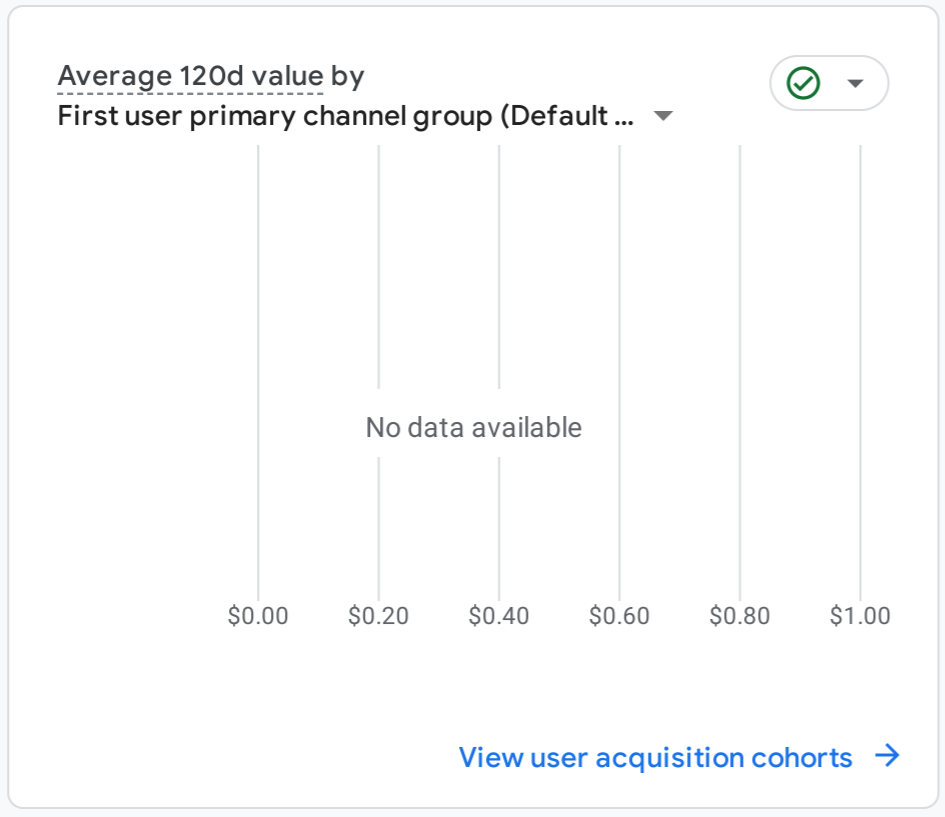 Average 120d value by
First user primary channel group (Default ...
No data available
$0.00 $0.20 $0.40 $0.60 $0.80 $1.00
View user acquisition cohorts